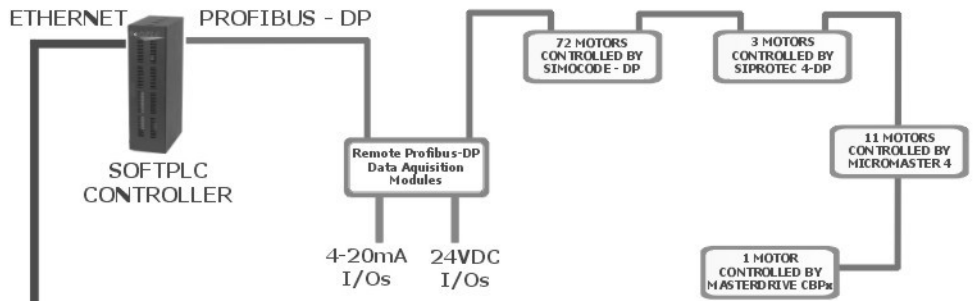 ETHERNET
PROFIBUS - DP
SOFTPLC
CONTROLLER
Remote Profibus-DP
Data Aquisition
Modules
4-20mA
I/Os
24VDC
I/Os
72 MOTORS
CONTROLLED BY
SIMOCODE - DP
3 MOTORS
CONTROLLED BY
SIPROTEC 4-DP
11 MOTORS
CONTROLLED BY
MICROMASTER 4
1 MOTOR
CONTROLLED BY
MASTERDRIVE CBPx